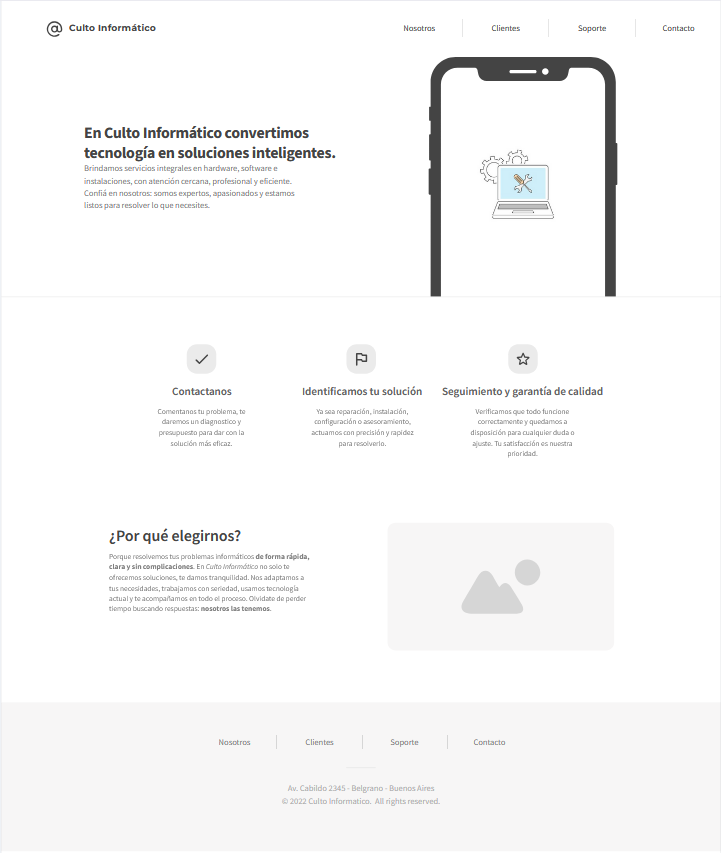 @ Culto Informático
Nosotros
Clientes
Soporte
Contacto
En Culto Informático convertimos
tecnología en soluciones inteligentes.
Brindamos servicios integrales en hardware, software e
instalaciones, con atención cercana, profesional y eficiente.
Confiá en nosotros: somos expertos, apasionados y estamos
listos para resolver lo que necesites.
Contactanos
Comentanos tu problema, te
daremos un diagnostico y
presupuesto para dar con la
solución más eficaz.
Identificamos tu solución
Ya sea reparación, instalación,
configuración o asesoramiento,
actuamos con precisión y rapidez
para resolverlo.
Seguimiento y garantía de calidad
Verificamos que todo funcione
correctamente y quedamos a
disposición para cualquier duda o
ajuste. Tu satisfacción es nuestra
prioridad.
¿Por qué elegirnos?
Porque resolvemos tus problemas informáticos de forma rápida,
clara y sin complicaciones. En Culto Informático no solo te
ofrecemos soluciones, te damos tranquilidad. Nos adaptamos a
tus necesidades, trabajamos con seriedad, usamos tecnología
actual y te acompañamos en todo el proceso. Olvidate de perder
tiempo buscando respuestas: nosotros las tenemos.
Nosotros
Clientes
Soporte
Contacto
Av. Cabildo 2345 - Belgrano - Buenos Aires
© 2022 Culto Informatico. All rights reserved.